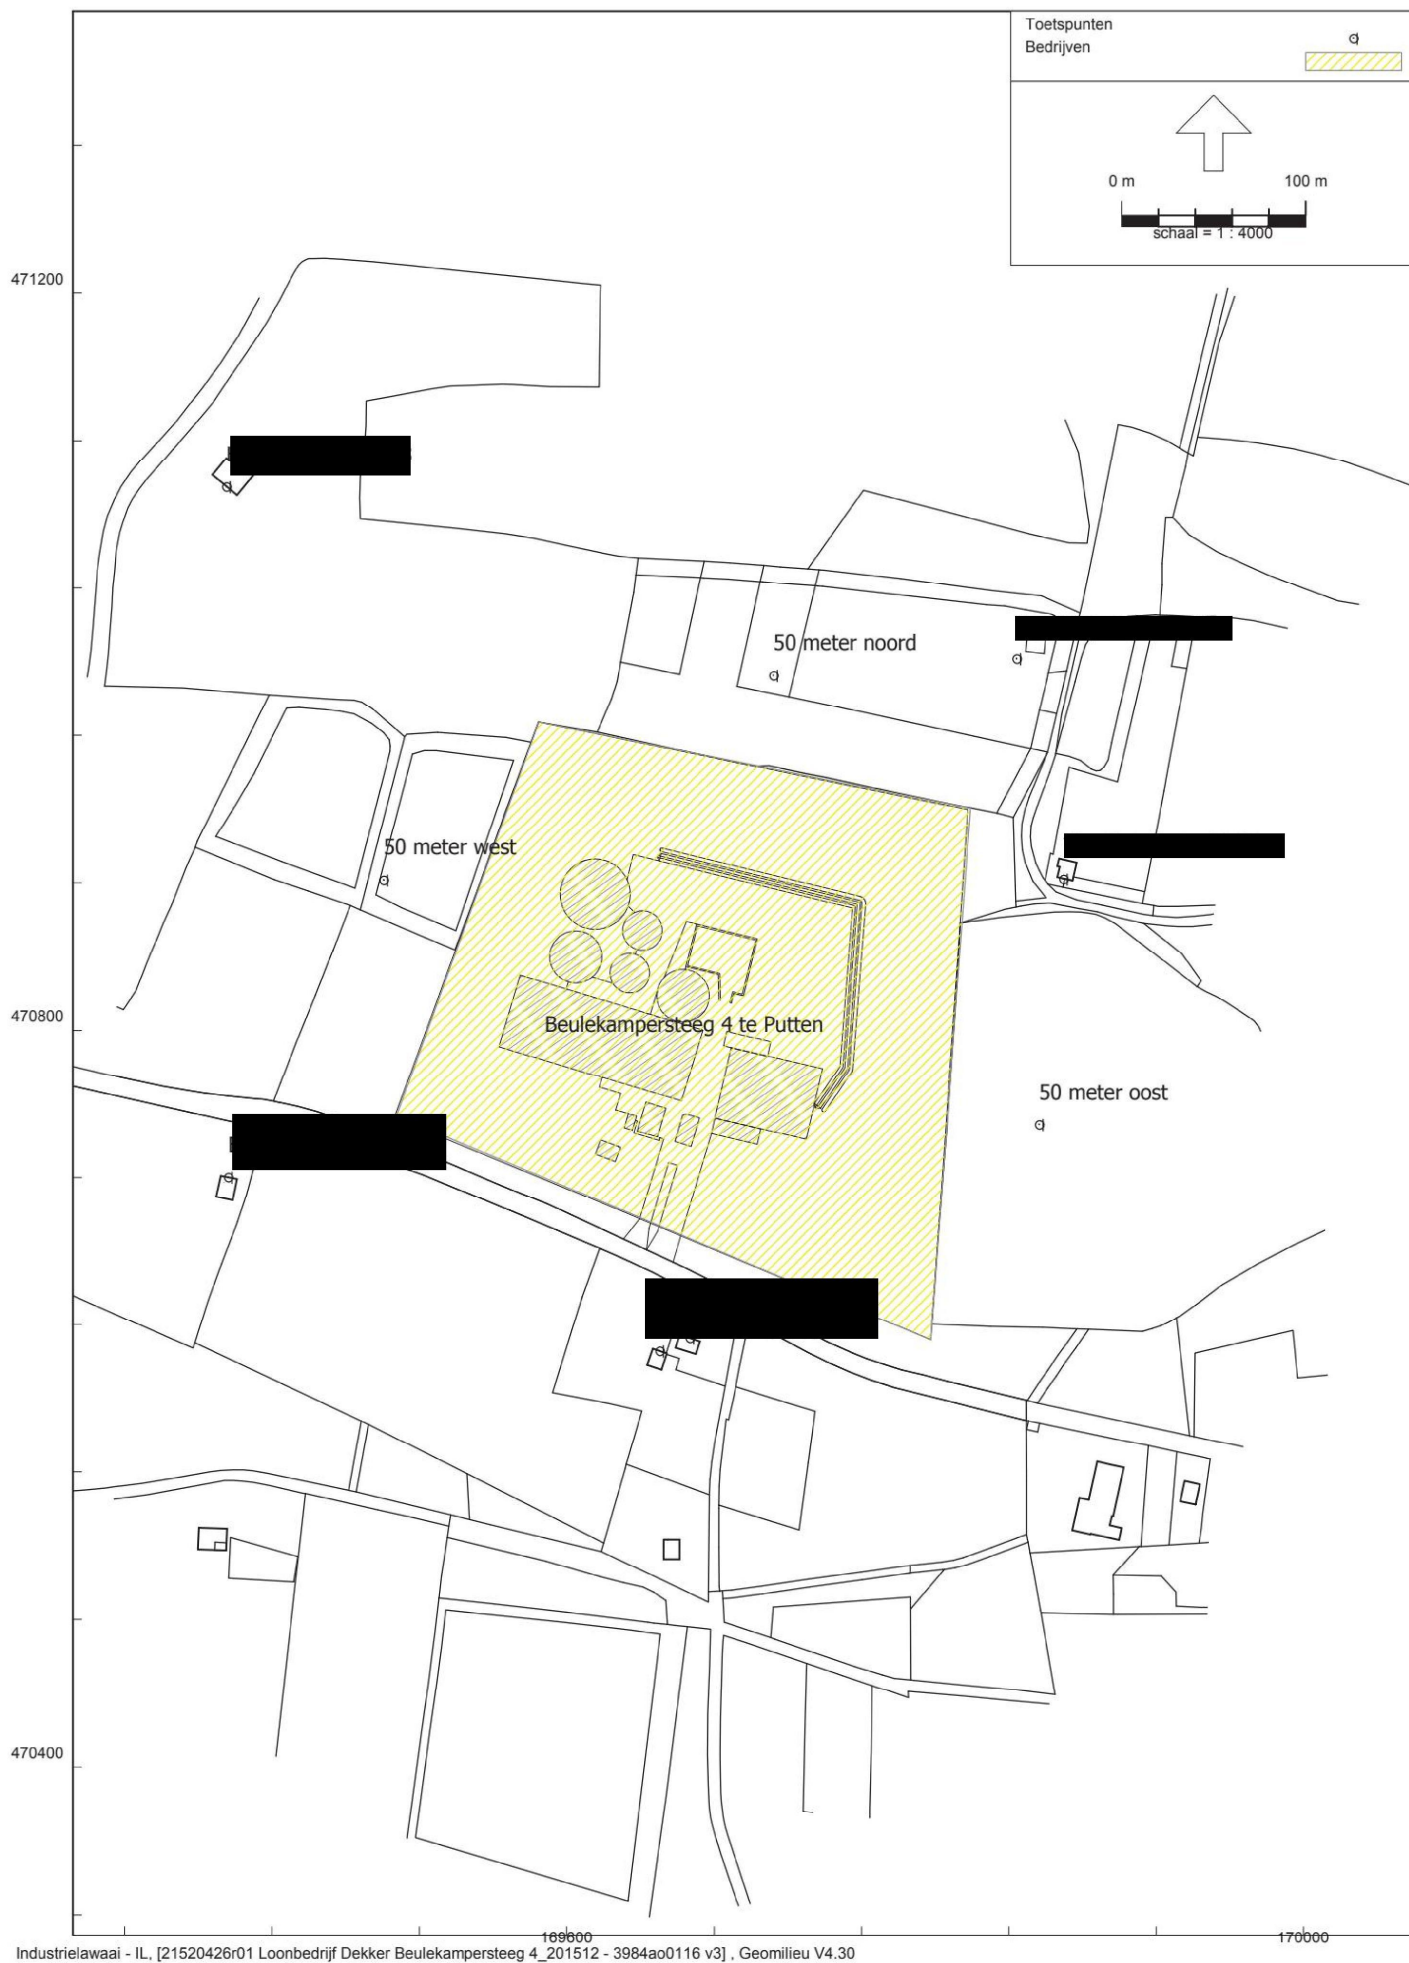 Toetspunten
Bedrijven
0 m 100 m
schaal = 1 : 4000
471200
50 meter noord
50 meter west
470800
Beulekampersteeg 4 te Putten
50 meter oost
470400
169600 170000
Industrielawaai - IL, [21520426r01 Loonbedrijf Dekker Beulekampersteeg 4_201512 - 3984ao0116 v3] , Geomilieu V4.30